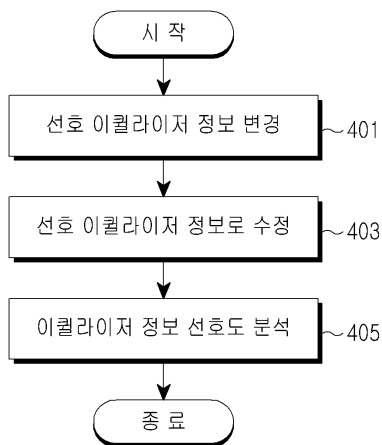 시 작
선호 이퀄라이저 정보 변경
401
선호 이퀄라이저 정보로 수정
403
이퀄라이저 정보 선호도 분석
405
종 료